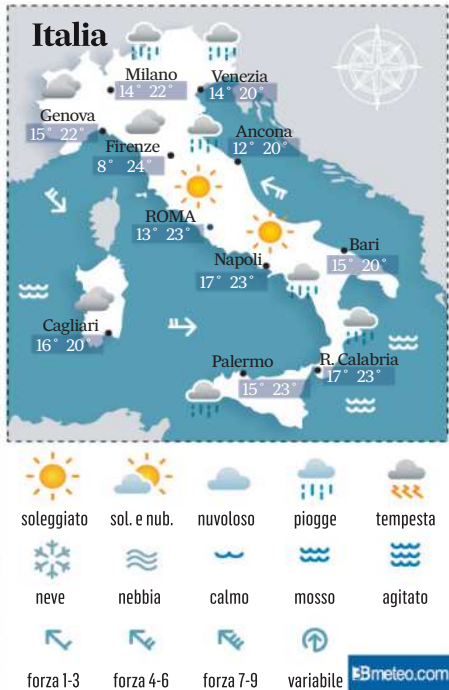 Italia
Milano
14° 22°
Venezia
14° 20°
Genova
15° 22°
Firenze
8° 24°
Ancona
12° 20°
ROMA
13° 23°
Napoli
17° 23°
Bari
15° 20°
Cagliari
16° 20°
Palermo
15° 23°
R. Calabria
17° 23°
soleggiato sol. e nub. nuvoloso piogge tempesta
neve nebbia calmo mosso agitato
forza 1-3 forza 4-6 forza 7-9 variabile
3Bmeteo.com